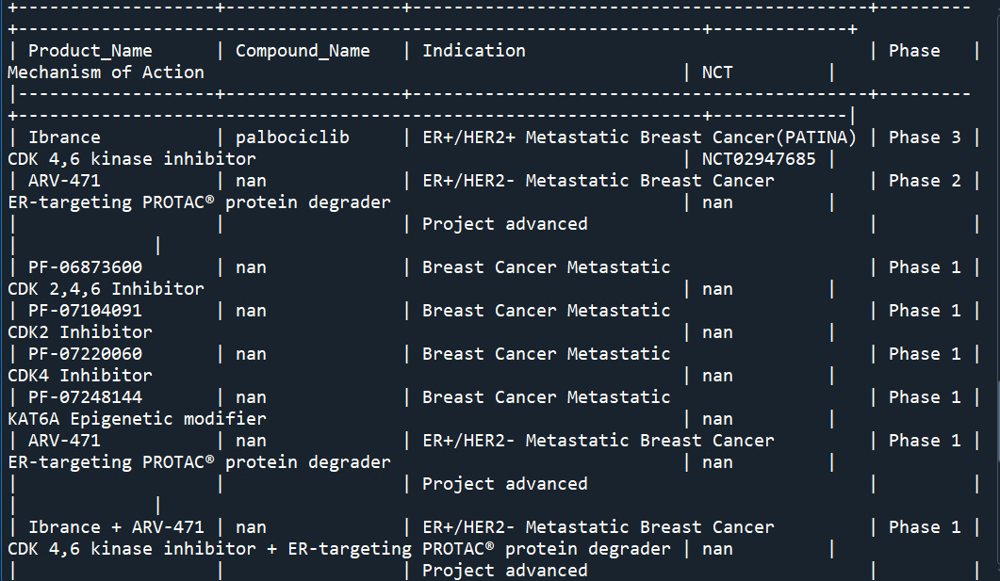 +-------------------+-----------------+--------------------------------------------+---------
+------------------------------------------------------------------+-------------+
| Product_Name      | Compound_Name   | Indication                                 | Phase   |
Mechanism of Action                                              | NCT         |
|-------------------+-----------------+--------------------------------------------+---------
+------------------------------------------------------------------+-------------|
| Ibrance           | palbociclib     | ER+/HER2+ Metastatic Breast Cancer(PATINA) | Phase 3 |
CDK 4,6 kinase inhibitor                                         | NCT02947685 |
| ARV-471           | nan             | ER+/HER2- Metastatic Breast Cancer         | Phase 2 |
ER-targeting PROTAC® protein degrader                            | nan         |
|                   |                 | Project advanced                           |         |
|             |
| PF-06873600       | nan             | Breast Cancer Metastatic                   | Phase 1 |
CDK 2,4,6 Inhibitor                                              | nan         |
| PF-07104091       | nan             | Breast Cancer Metastatic                   | Phase 1 |
CDK2 Inhibitor                                                   | nan         |
| PF-07220060       | nan             | Breast Cancer Metastatic                   | Phase 1 |
CDK4 Inhibitor                                                   | nan         |
| PF-07248144       | nan             | Breast Cancer Metastatic                   | Phase 1 |
KAT6A Epigenetic modifier                                        | nan         |
| ARV-471           | nan             | ER+/HER2- Metastatic Breast Cancer         | Phase 1 |
ER-targeting PROTAC® protein degrader                            | nan         |
|                   |                 | Project advanced                           |         |
|             |
| Ibrance + ARV-471 | nan             | ER+/HER2- Metastatic Breast Cancer         | Phase 1 |
CDK 4,6 kinase inhibitor + ER-targeting PROTAC® protein degrader | nan         |
|                   |                 | Project advanced                           |         |